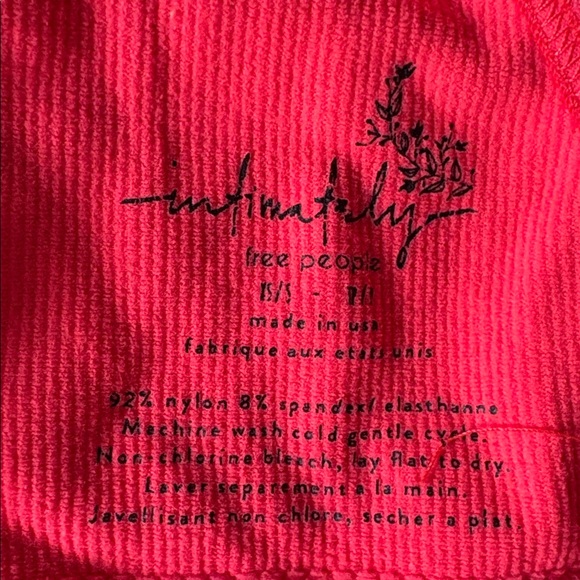 intimately
free people
XS/S -
made in usa
fabrique aux etats unis
92% nylon 8% spandex/ elasthanne
Machine wash cold gentle cycle.
Non-chlorine bleach, lay flat to dry.
Laver separement a la main.
Javellisant non chlore, secher a plat.